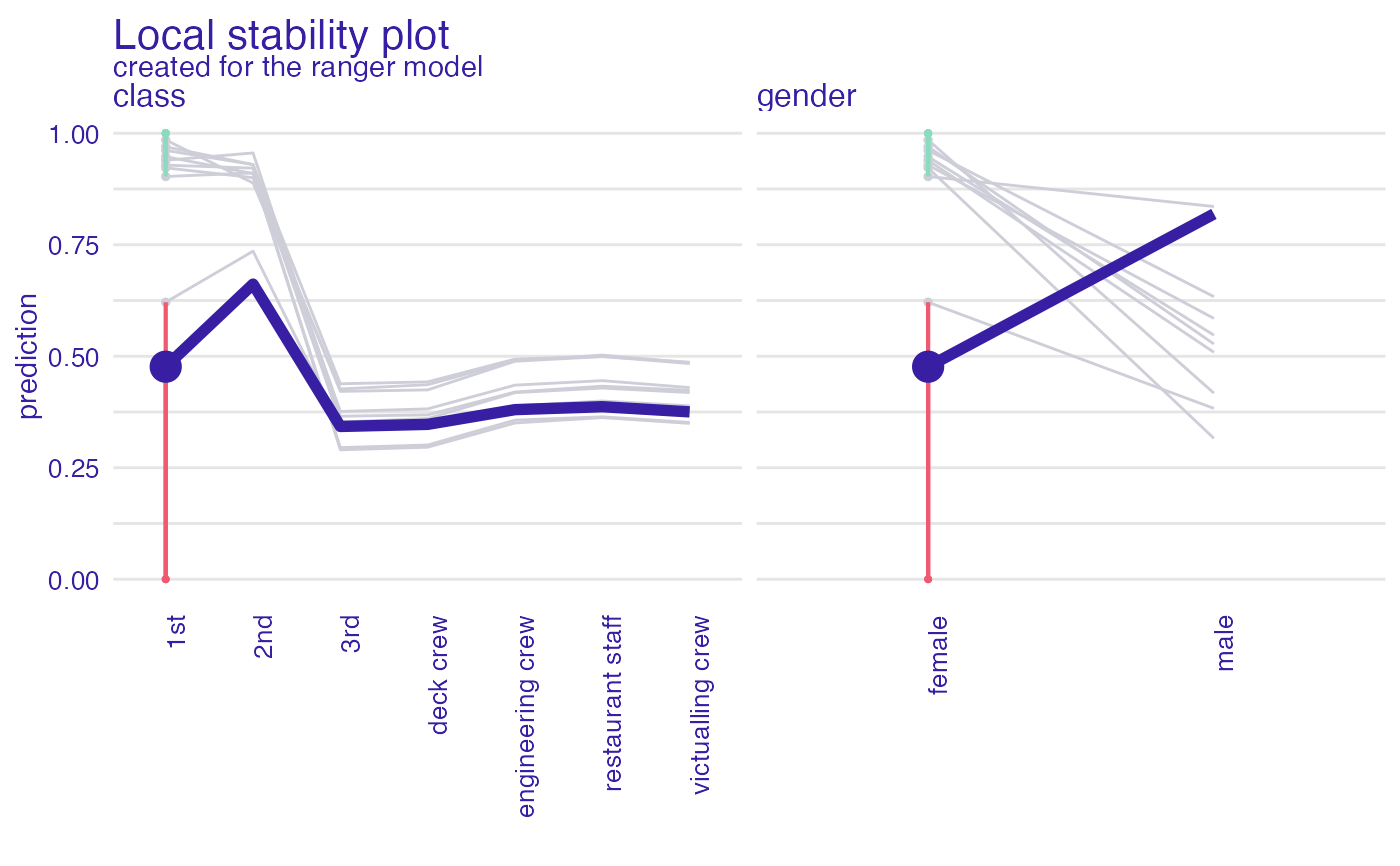 Local stability plot
created for the ranger model
class
gender
prediction
1.00
0.75
0.50
0.25
0.00
1st
2nd
3rd
deck crew
engineering crew
restaurant staff
victualling crew
female
male